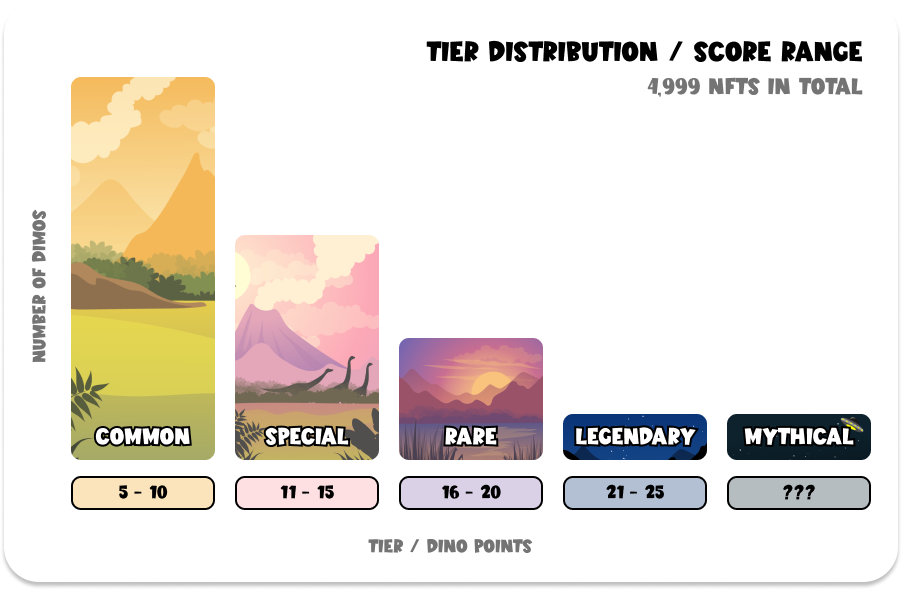 TIER DISTRIBUTION / SCORE RANGE
4,999 NFTS IN TOTAL
NUMBER OF DIMOS
COMMON
SPECIAL
RARE
LEGENDARY
MYTHICAL
5 - 10
11 - 15
16 - 20
21 - 25
???
TIER / DINO POINTS